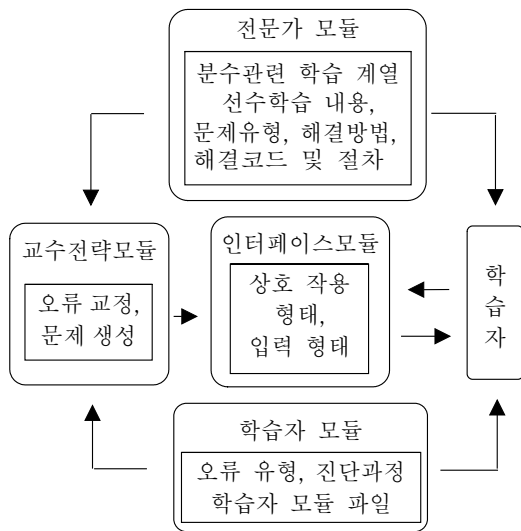 전문가 모듈
분수관련 학습 계열
선수학습 내용,
문제유형, 해결방법,
해결코드 및 절차
교수전략모듈
오류 교정,
문제 생성
인터페이스모듈
상호 작용
형태,
입력 형태
학
습
자
학습자 모듈
오류 유형, 진단과정
학습자 모듈 파일